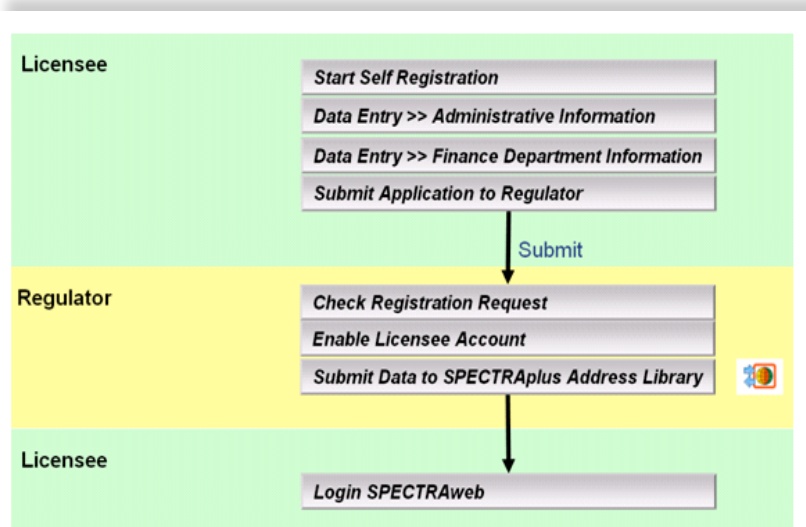 Licensee
Start Self Registration
Data Entry >> Administrative Information
Data Entry >> Finance Department Information
Submit Application to Regulator
Submit
Regulator
Check Registration Request
Enable Licensee Account
Submit Data to SPECTRAplus Address Library
Licensee
Login SPECTRAweb